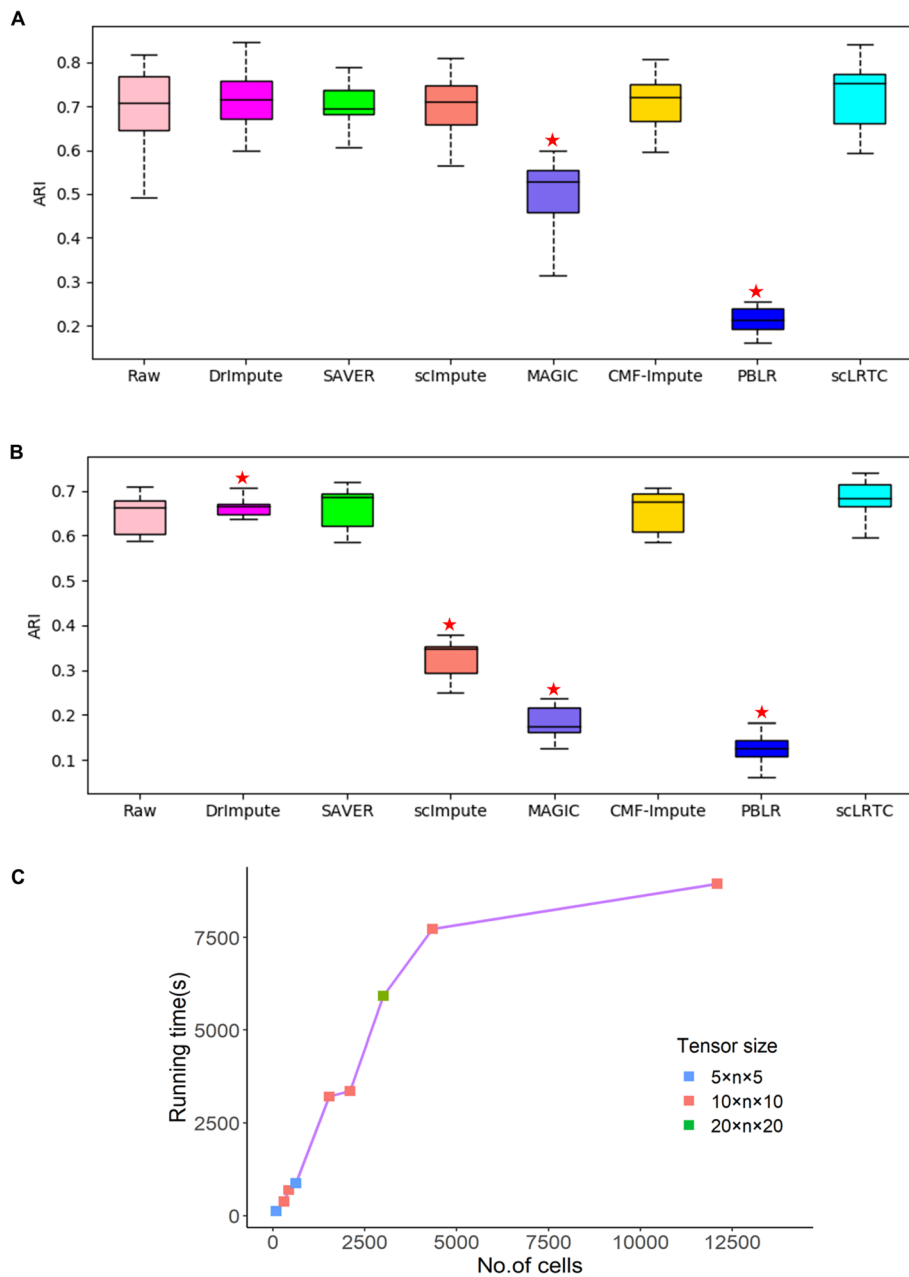 A
0.8
0.7
0.6
0.5
0.4
0.3
0.2
ARI
Raw DrImpute SAVER scImpute MAGIC CMF-Impute PBLR scLRTC
B
0.7
0.6
0.5
0.4
0.3
0.2
0.1
ARI
Raw DrImpute SAVER scImpute MAGIC CMF-Impute PBLR scLRTC
C
7500
5000
2500
0
Running time(s)
Tensor size
5×n×5
10×n×10
20×n×20
0 2500 5000 7500 10000 12500
No.of cells